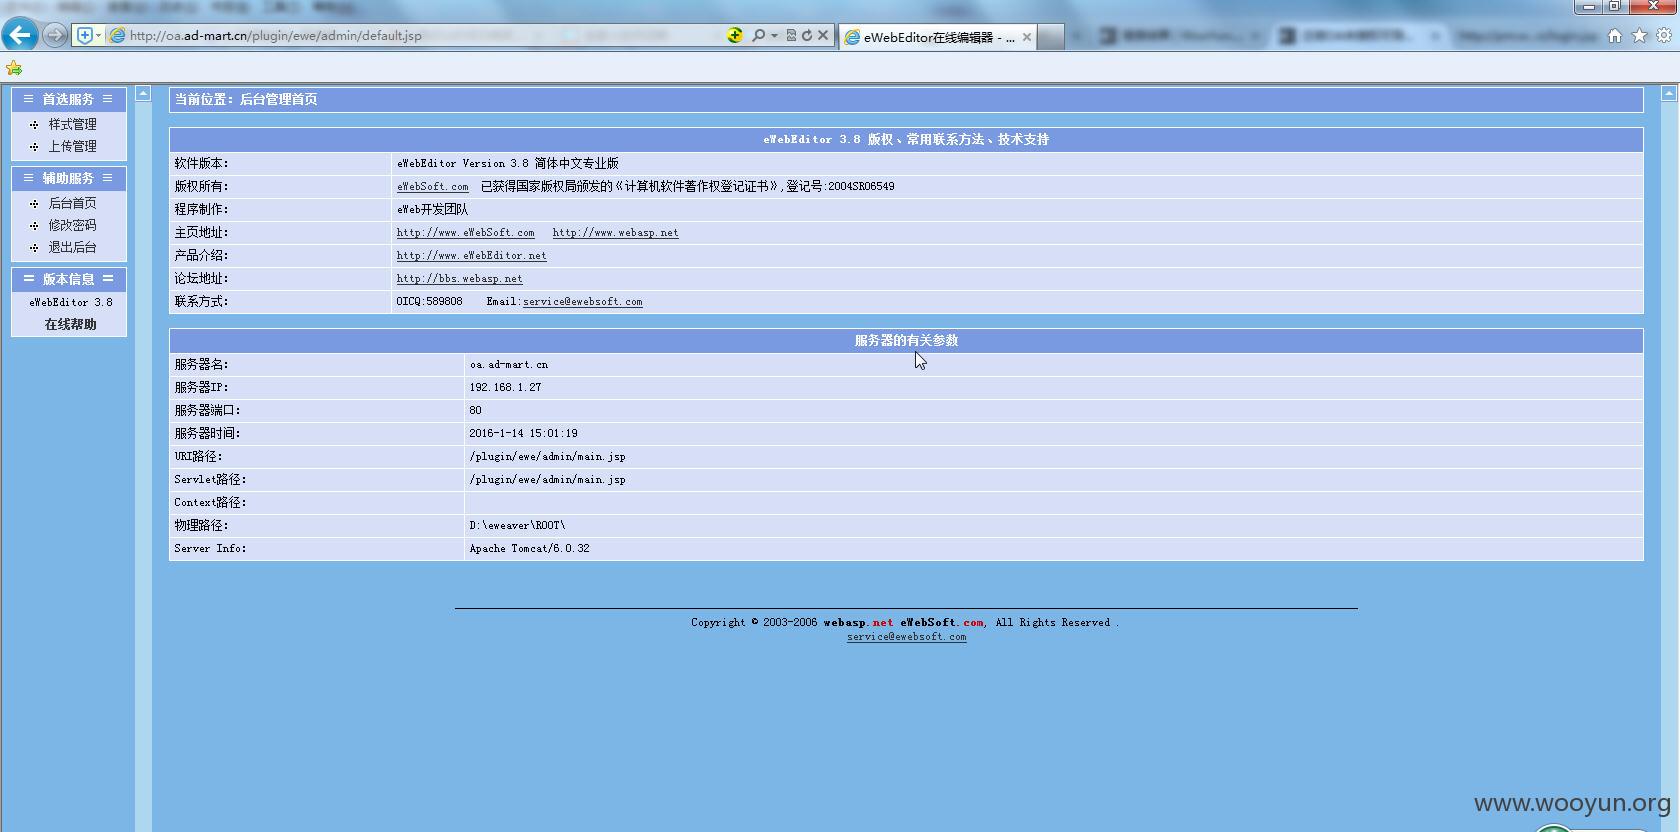 http://oa.ad-mart.cn/plugin/ewe/admin/default.jsp
eWebEditor在线编辑器 - ...
首选服务
样式管理
上传管理
辅助服务
后台首页
修改密码
退出后台
版本信息
eWebEditor 3.8
在线帮助
当前位置：后台管理首页
eWebEditor 3.8 版权、常用联系方法、技术支持
软件版本： eWebEditor Version 3.8 简体中文专业版
版权所有： eWebSoft.com 已获得国家版权局颁发的《计算机软件著作权登记证书》,登记号:2004SR06549
程序制作： eWeb开发团队
主页地址： http://www.eWebSoft.com http://www.webasp.net
产品介绍： http://www.eWebEditor.net
论坛地址： http://bbs.webasp.net
联系方式： OICQ:589808 Email:service@ewebsoft.com
服务器的有关参数
服务器名： oa.ad-mart.cn
服务器IP： 192.168.1.27
服务器端口： 80
服务器时间： 2016-1-14 15:01:19
URI路径： /plugin/ewe/admin/main.jsp
Servlet路径： /plugin/ewe/admin/main.jsp
Context路径：
物理路径： D:\eweaver\ROOT\
Server Info： Apache Tomcat/6.0.32
Copyright © 2003-2006 webasp.net eWebSoft.com, All Rights Reserved .
service@ewebsoft.com
www.wooyun.org